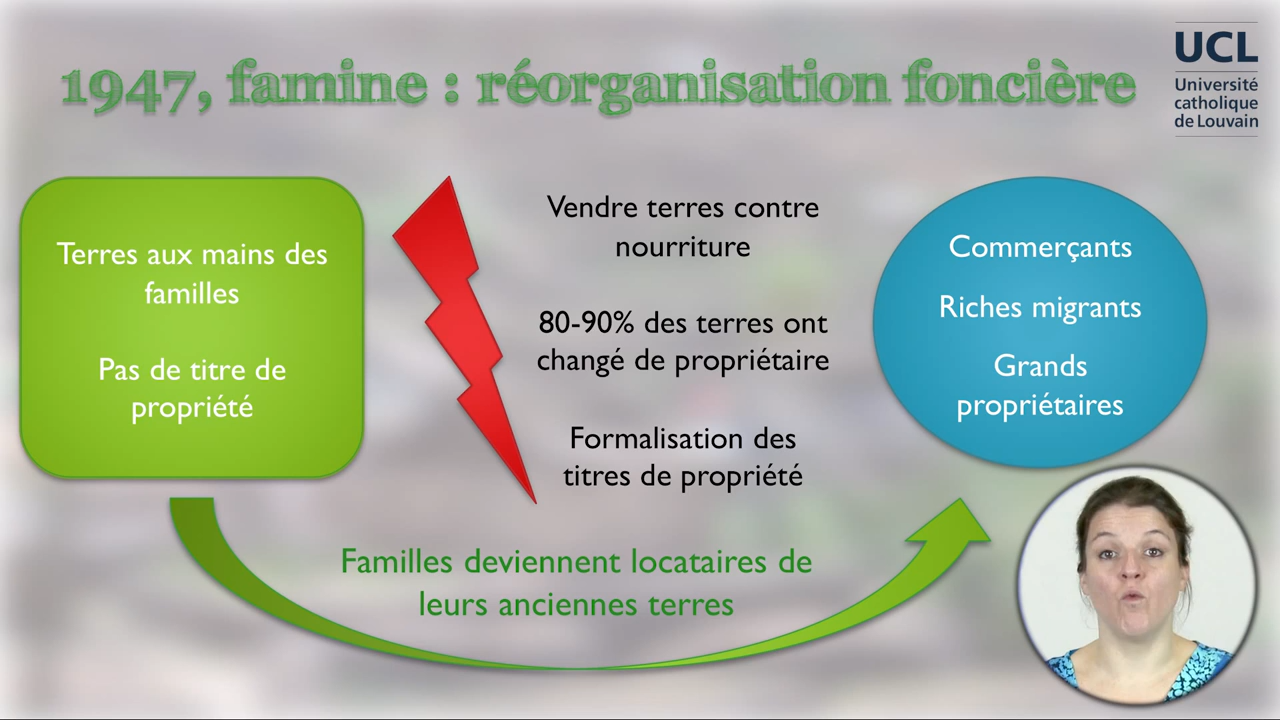 1947, famine : réorganisation foncière
UCL
Université
catholique
de Louvain
Terres aux mains des
familles
Pas de titre de
propriété
Vendre terres contre
nourriture
80-90% des terres ont
changé de propriétaire
Formalisation des
titres de propriété
Commerçants
Riches migrants
Grands
propriétaires
Familles deviennent locataires de
leurs anciennes terres